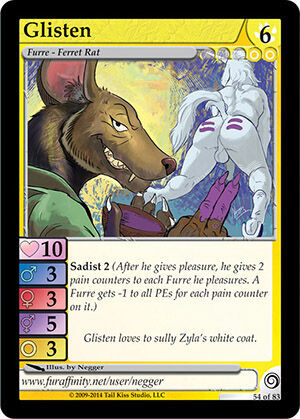 Glisten
6
Furre - Ferret Rat
10
3
3
5
3
Sadist 2 (After he gives pleasure, he gives 2
pain counters to each Furre he pleasures. A
Furre gets -1 to all PEs for each pain counter
on it.)
Glisten loves to sully Zyla's white coat.
Illus. by Negger
www.furaffinity.net/user/negger
54 of 83
© 2009-2014 Tail Kiss Studio, LLC